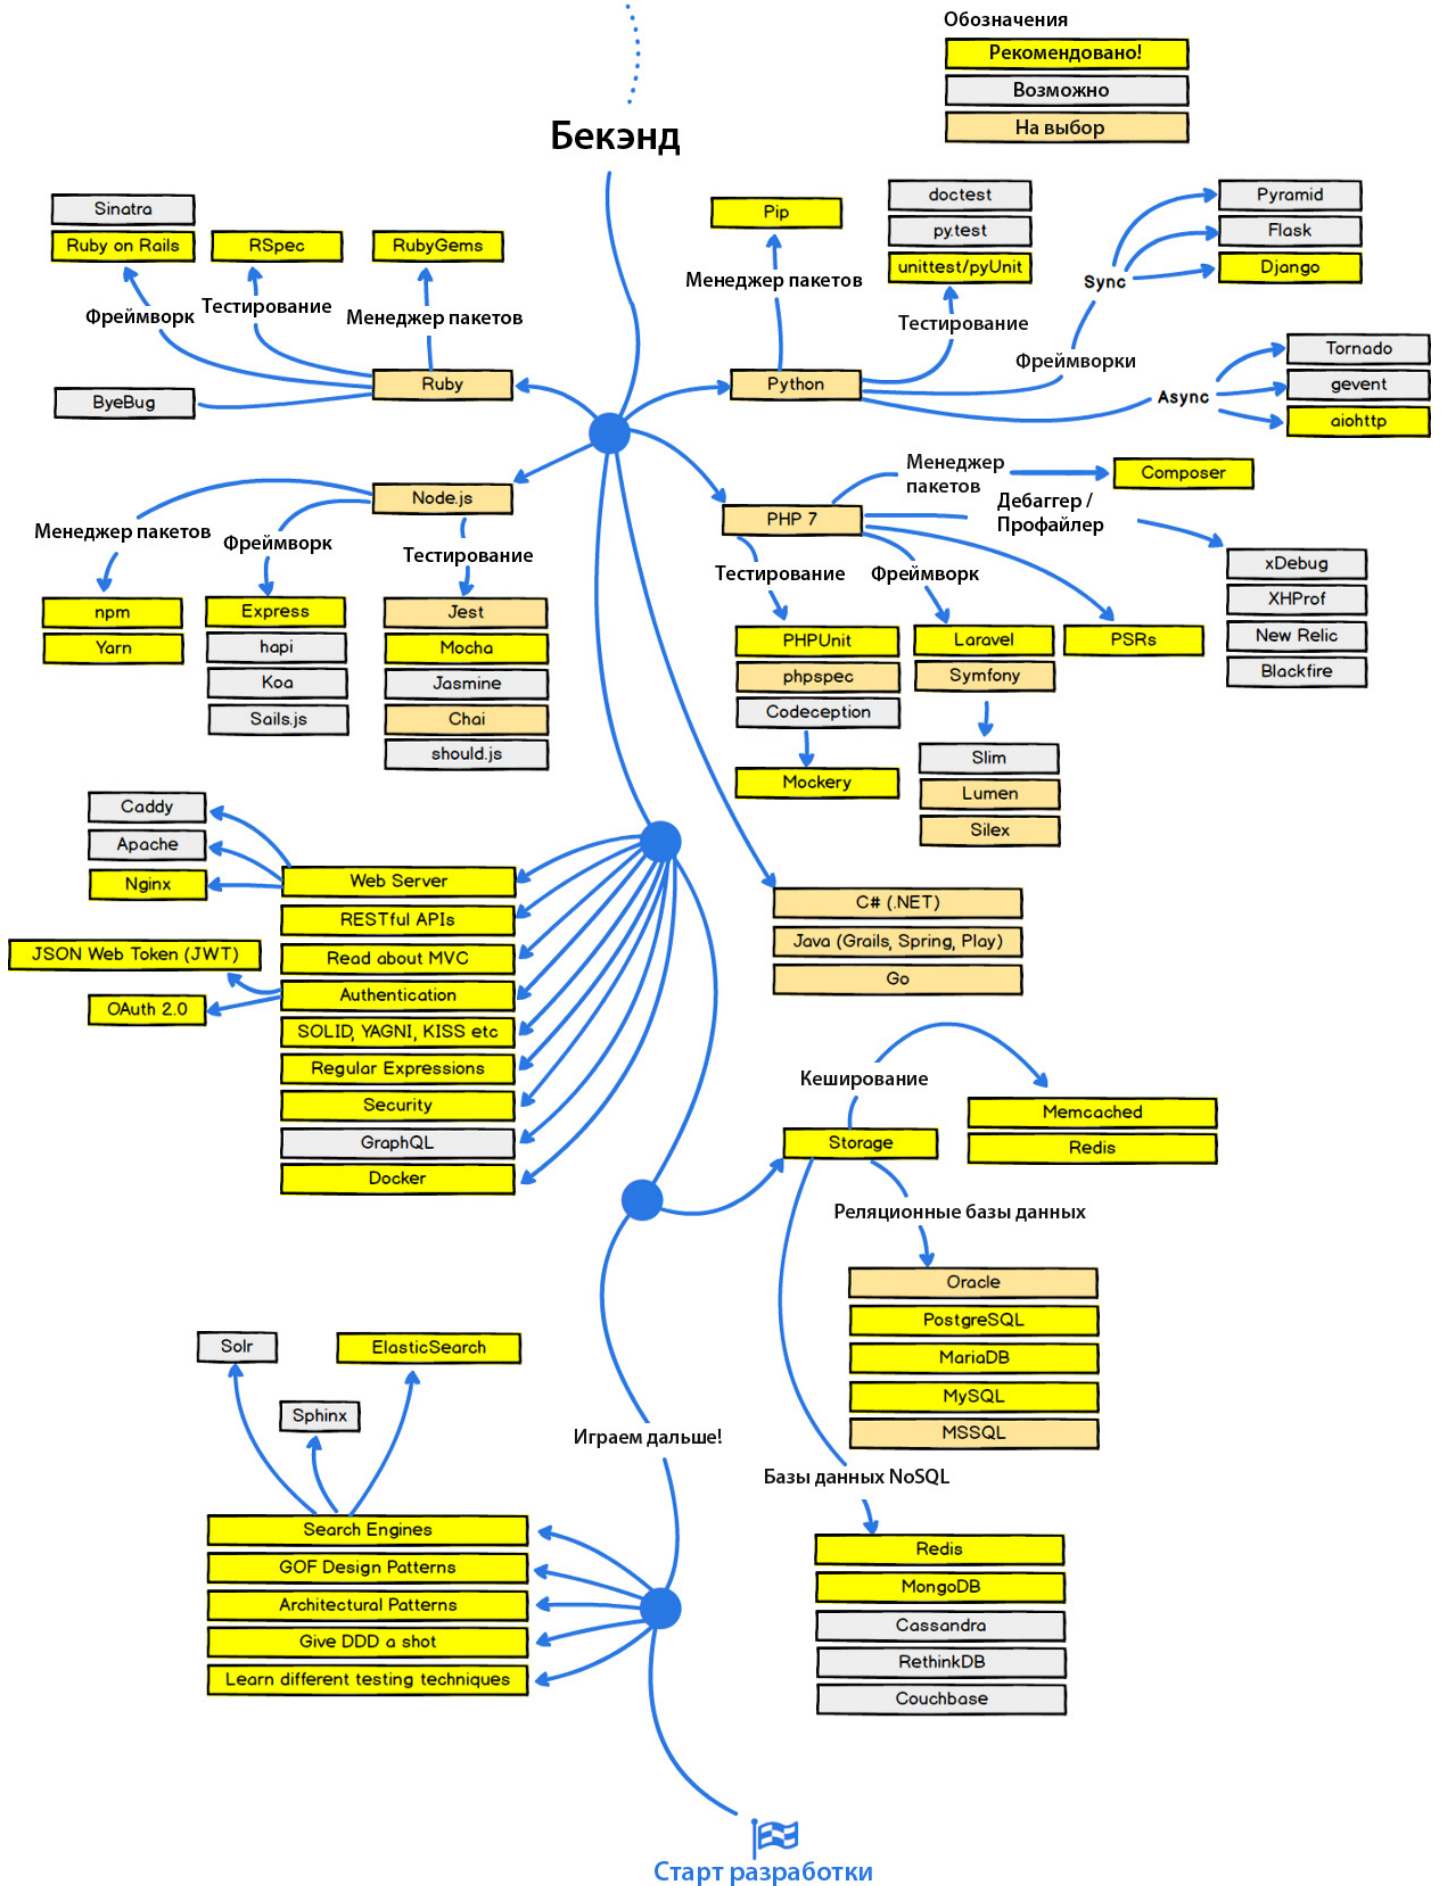 Обозначения
Рекомендовано!
Возможно
На выбор
Бекэнд
Sinatra
Ruby on Rails
RSpec
RubyGems
Фреймворк
Тестирование
Менеджер пакетов
Ruby
ByeBug
Pip
Менеджер пакетов
doctest
py.test
unittest/pyUnit
Тестирование
Pyramid
Flask
Django
Sync
Фреймворки
Python
Async
Tornado
gevent
aiohttp
Node.js
Менеджер пакетов
Фреймворк
Тестирование
npm
Yarn
Express
hapi
Koa
Sails.js
Jest
Mocha
Jasmine
Chai
should.js
PHP 7
Менеджер
пакетов
Composer
Дебаггер /
Профайлер
xDebug
XHProf
New Relic
Blackfire
Тестирование
Фреймворк
PHPUnit
phpspec
Codeception
Mockery
Laravel
Symfony
Slim
Lumen
Silex
PSRs
Caddy
Apache
Nginx
Web Server
RESTful APIs
Read about MVC
Authentication
SOLID, YAGNI, KISS etc
Regular Expressions
Security
GraphQL
Docker
JSON Web Token (JWT)
OAuth 2.0
C# (.NET)
Java (Grails, Spring, Play)
Go
Кеширование
Memcached
Redis
Storage
Реляционные базы данных
Oracle
PostgreSQL
MariaDB
MySQL
MSSQL
Базы данных NoSQL
Redis
MongoDB
Cassandra
RethinkDB
Couchbase
Играем дальше!
Solr
Sphinx
ElasticSearch
Search Engines
GOF Design Patterns
Architectural Patterns
Give DDD a shot
Learn different testing techniques
Старт разработки